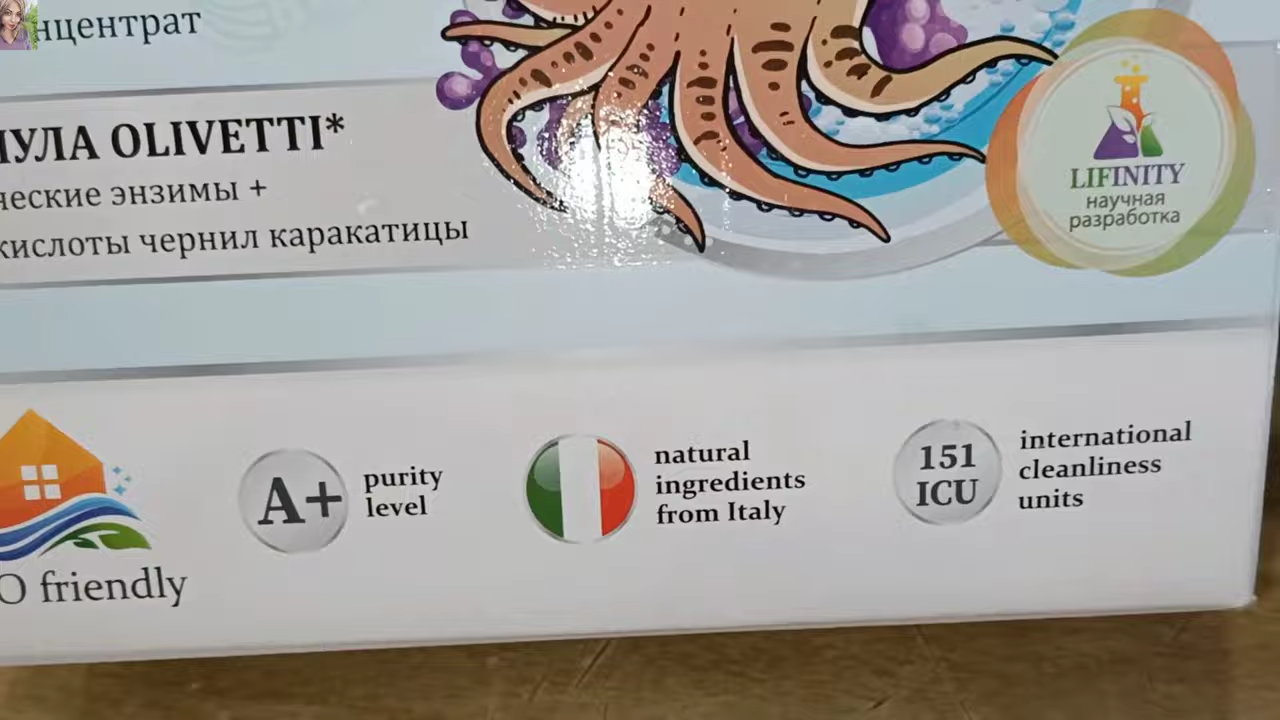 нцентрат
УЛА OLIVETTI*
ческие энзимы +
кислоты чернил каракатицы
LIFINITY
научная
разработка
O friendly
A+
purity
level
natural
ingredients
from Italy
151
ICU
international
cleanliness
units